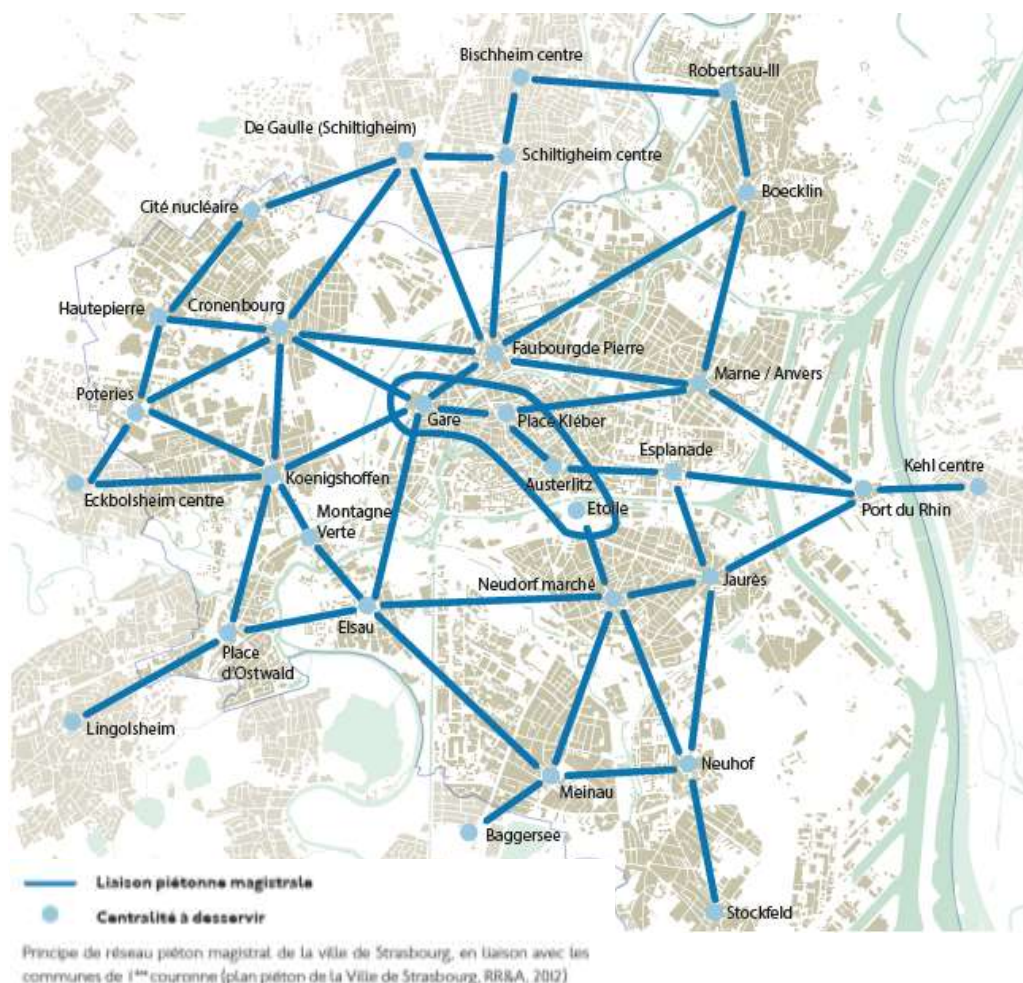 Bischheim centre
Robertsau-III
De Gaulle (Schiltigheim)
Schiltigheim centre
Boecklin
Cité nucléaire
Hautepierre
Cronenbourg
Faubourgde Pierre
Marne / Anvers
Poteries
Gare
Place Kléber
Esplanade
Kehl centre
Koenigshoffen
Austerlitz
Eckbolsheim centre
Port du Rhin
Etoile
Montagne
Verte
Neudorf marché
Jaurès
Elsau
Place
d'Ostwald
Lingolsheim
Neuhof
Meinau
Baggersee
Stockfeld
Liaison piétonne magistrale
Centralité à desservir
Principe de réseau piéton magistral de la ville de Strasbourg, en liaison avec les
communes de 1ère couronne (plan piéton de la Ville de Strasbourg, RR&A, 2012)